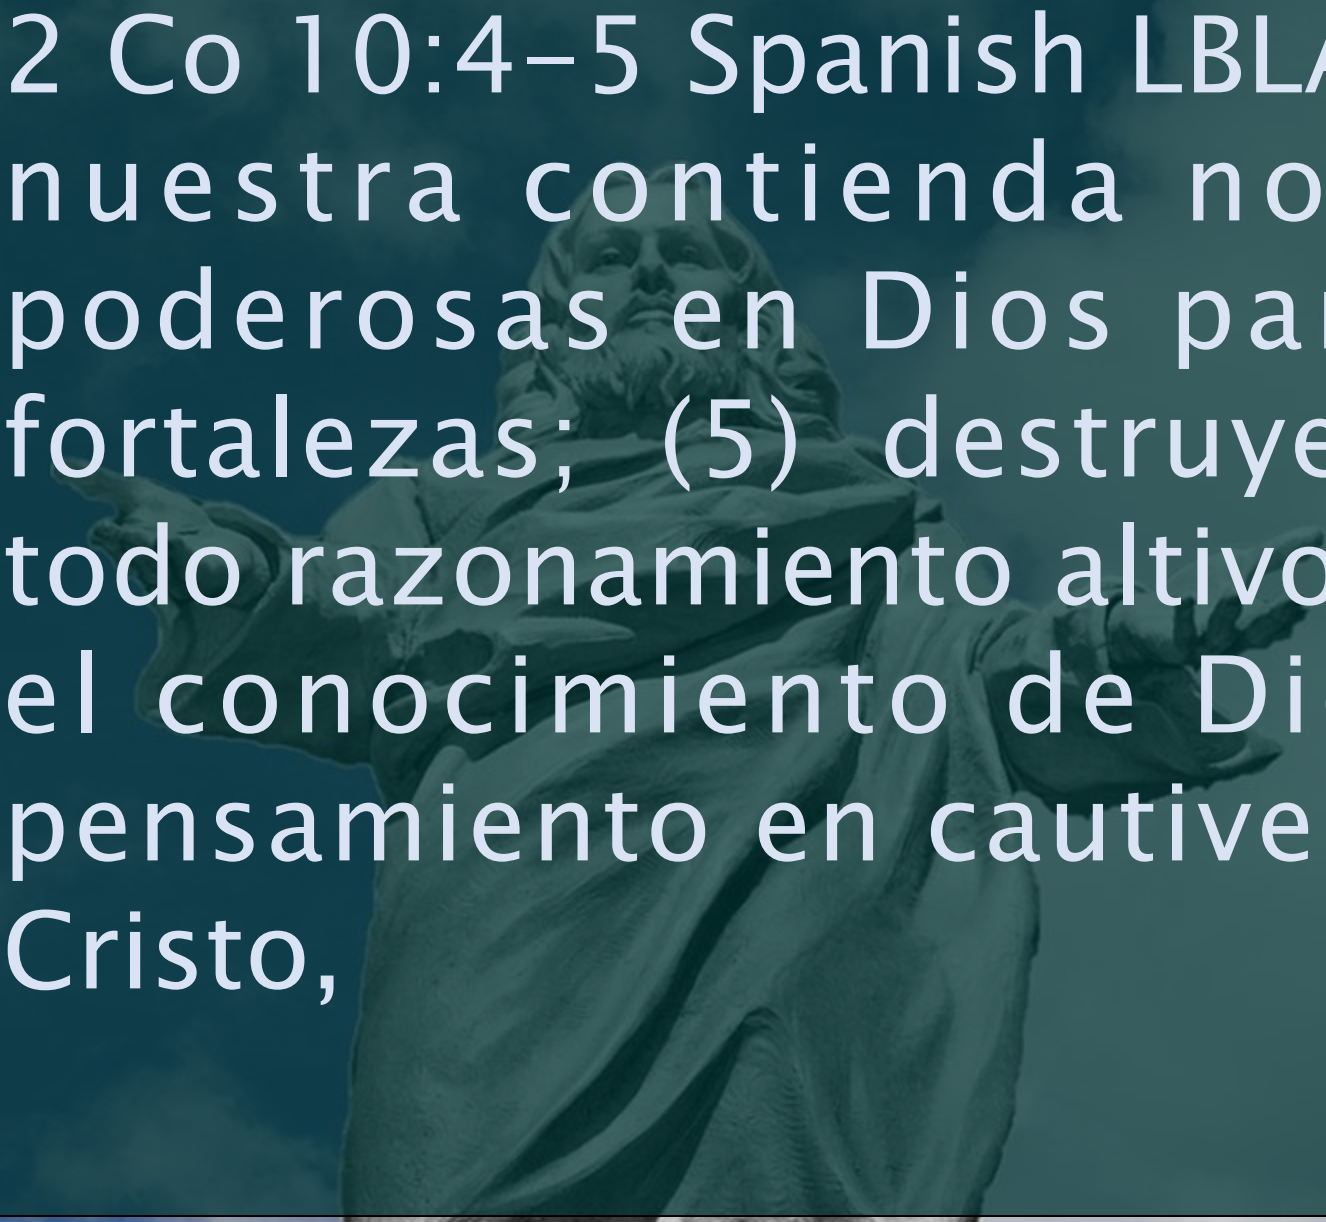 2 Co 10:4-5 Spanish LBLA
nuestra contienda no
poderosas en Dios par
fortalezas; (5) destruye
todo razonamiento altivo
el conocimiento de Di
pensamiento en cautive
Cristo,